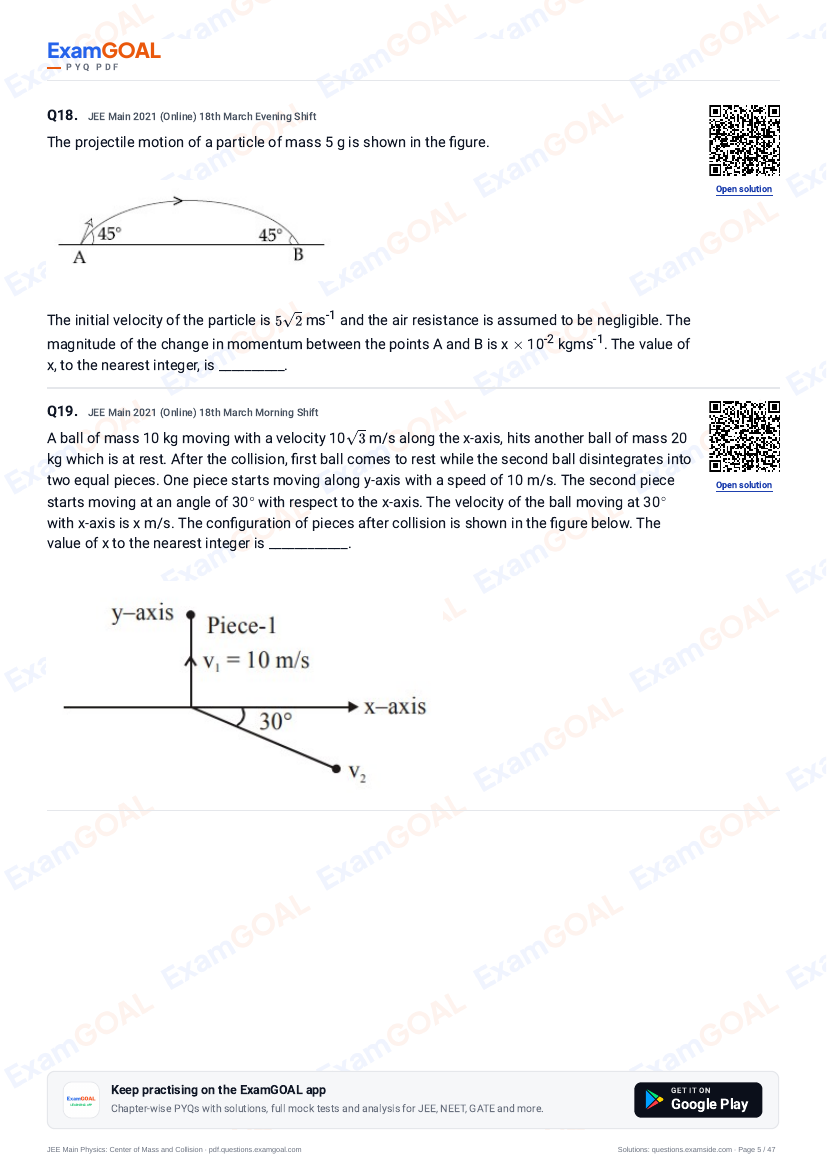 ExamGOAL
PYQ PDF
Q18. JEE Main 2021 (Online) 18th March Evening Shift
The projectile motion of a particle of mass 5 g is shown in the figure.
Open solution
45° 45°
A B
The initial velocity of the particle is 5√2 ms⁻¹ and the air resistance is assumed to be negligible. The
magnitude of the change in momentum between the points A and B is x × 10⁻² kgms⁻¹. The value of
x, to the nearest integer, is __________.
Q19. JEE Main 2021 (Online) 18th March Morning Shift
A ball of mass 10 kg moving with a velocity 10√3 m/s along the x-axis, hits another ball of mass 20
kg which is at rest. After the collision, first ball comes to rest while the second ball disintegrates into
two equal pieces. One piece starts moving along y-axis with a speed of 10 m/s. The second piece
starts moving at an angle of 30° with respect to the x-axis. The velocity of the ball moving at 30°
with x-axis is x m/s. The configuration of pieces after collision is shown in the figure below. The
value of x to the nearest integer is ____________.
Open solution
y–axis
Piece-1
v₁ = 10 m/s
x–axis
30°
v₂
Keep practising on the ExamGOAL app
Chapter-wise PYQs with solutions, full mock tests and analysis for JEE, NEET, GATE and more.
ExamGOAL
GET IT ON
Google Play
JEE Main Physics: Center of Mass and Collision · pdf.questions.examgoal.com
Solutions: questions.examside.com · Page 5 / 47